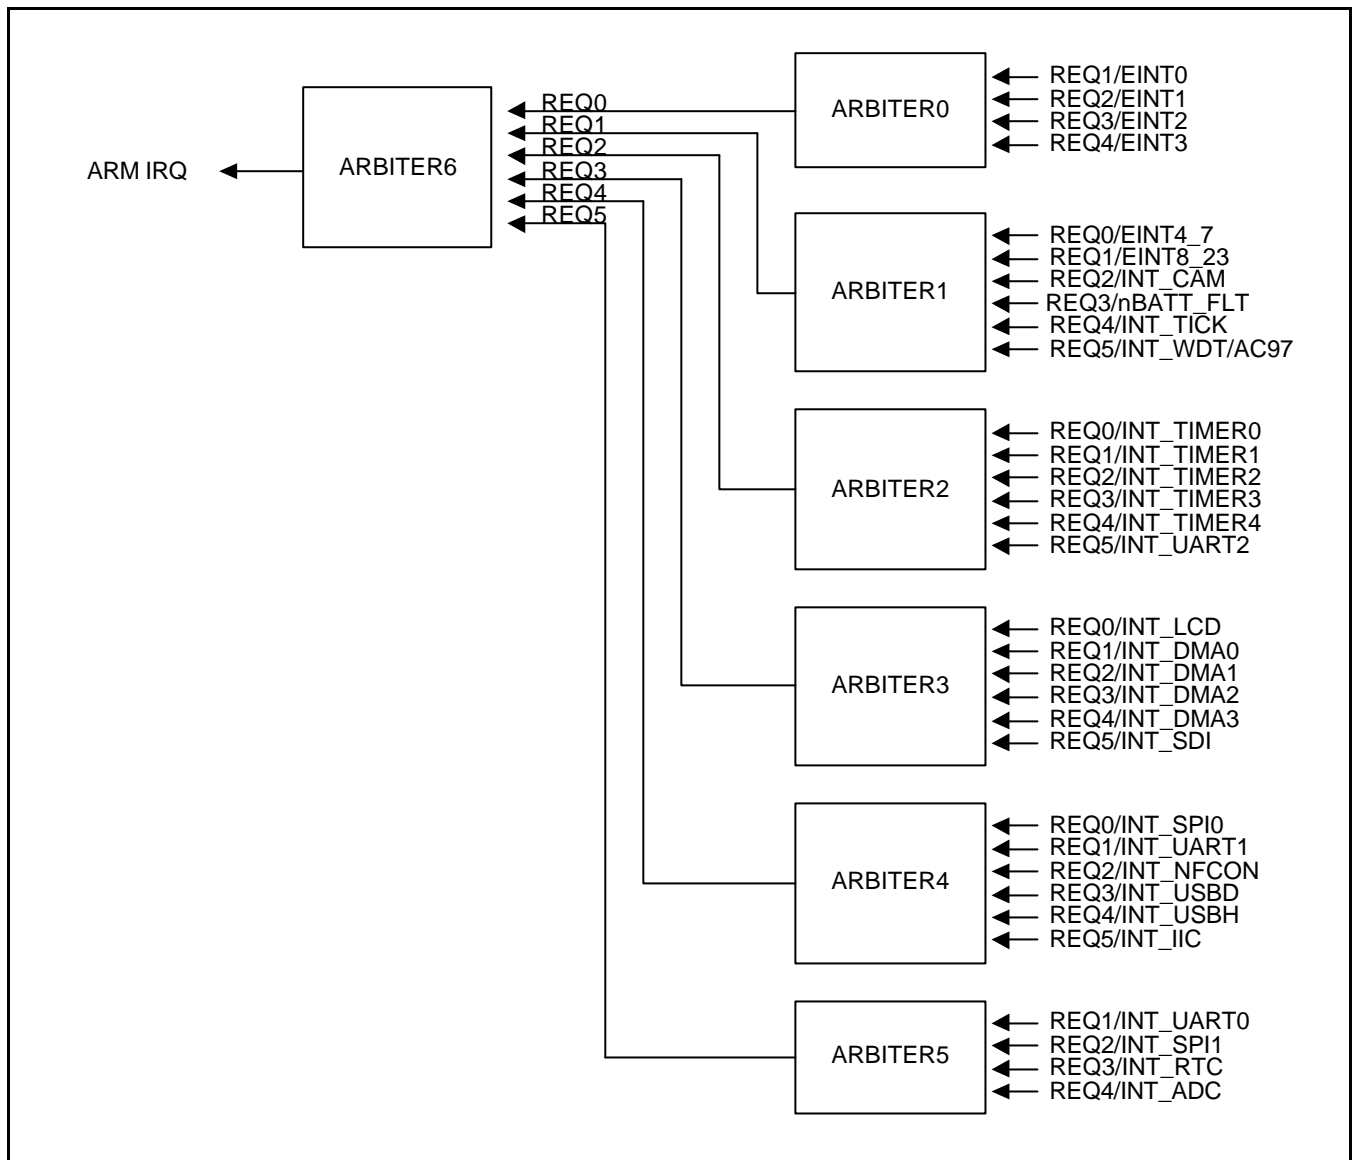 ARM IRQ
ARBITER6
REQ0
REQ1
REQ2
REQ3
REQ4
REQ5
ARBITER0
REQ1/EINT0
REQ2/EINT1
REQ3/EINT2
REQ4/EINT3
ARBITER1
REQ0/EINT4_7
REQ1/EINT8_23
REQ2/INT_CAM
REQ3/nBATT_FLT
REQ4/INT_TICK
REQ5/INT_WDT/AC97
ARBITER2
REQ0/INT_TIMER0
REQ1/INT_TIMER1
REQ2/INT_TIMER2
REQ3/INT_TIMER3
REQ4/INT_TIMER4
REQ5/INT_UART2
ARBITER3
REQ0/INT_LCD
REQ1/INT_DMA0
REQ2/INT_DMA1
REQ3/INT_DMA2
REQ4/INT_DMA3
REQ5/INT_SDI
ARBITER4
REQ0/INT_SPI0
REQ1/INT_UART1
REQ2/INT_NFCON
REQ3/INT_USBD
REQ4/INT_USBH
REQ5/INT_IIC
ARBITER5
REQ1/INT_UART0
REQ2/INT_SPI1
REQ3/INT_RTC
REQ4/INT_ADC